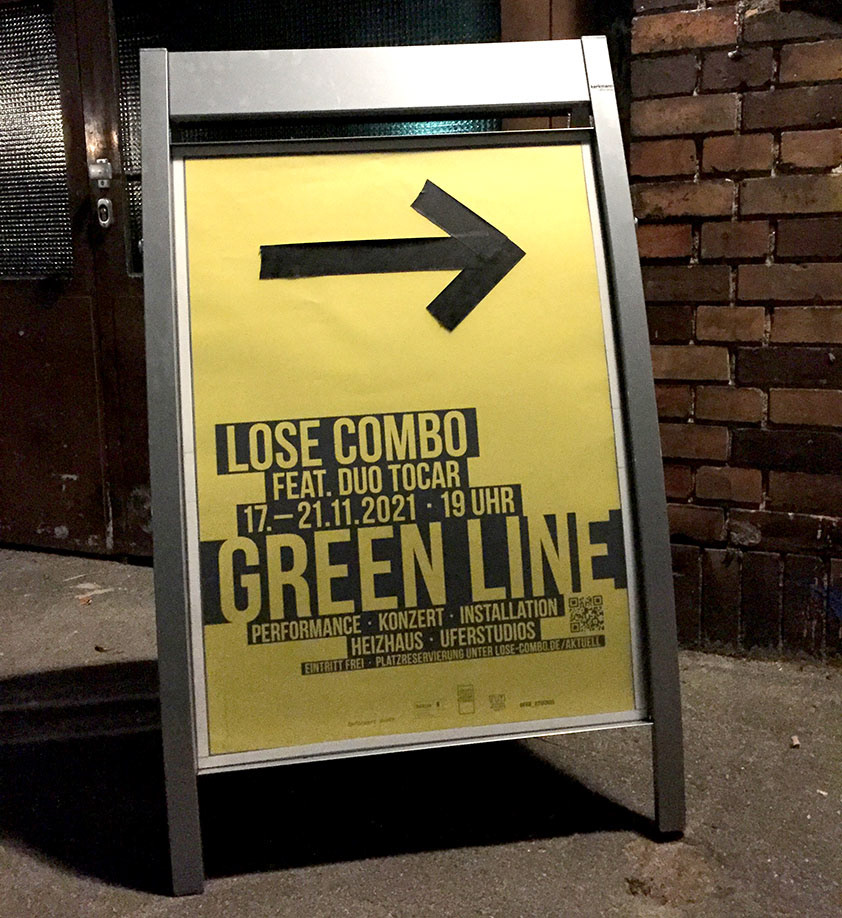 LOSE COMBO
FEAT. DUO TOCAR
17.—21.11.2021 · 19 UHR
GREEN LINE
PERFORMANCE · KONZERT · INSTALLATION
HEIZHAUS · UFERSTUDIOS
EINTRITT FREI · PLATZRESERVIERUNG UNTER LOSE-COMBO.DE/AKTUELL